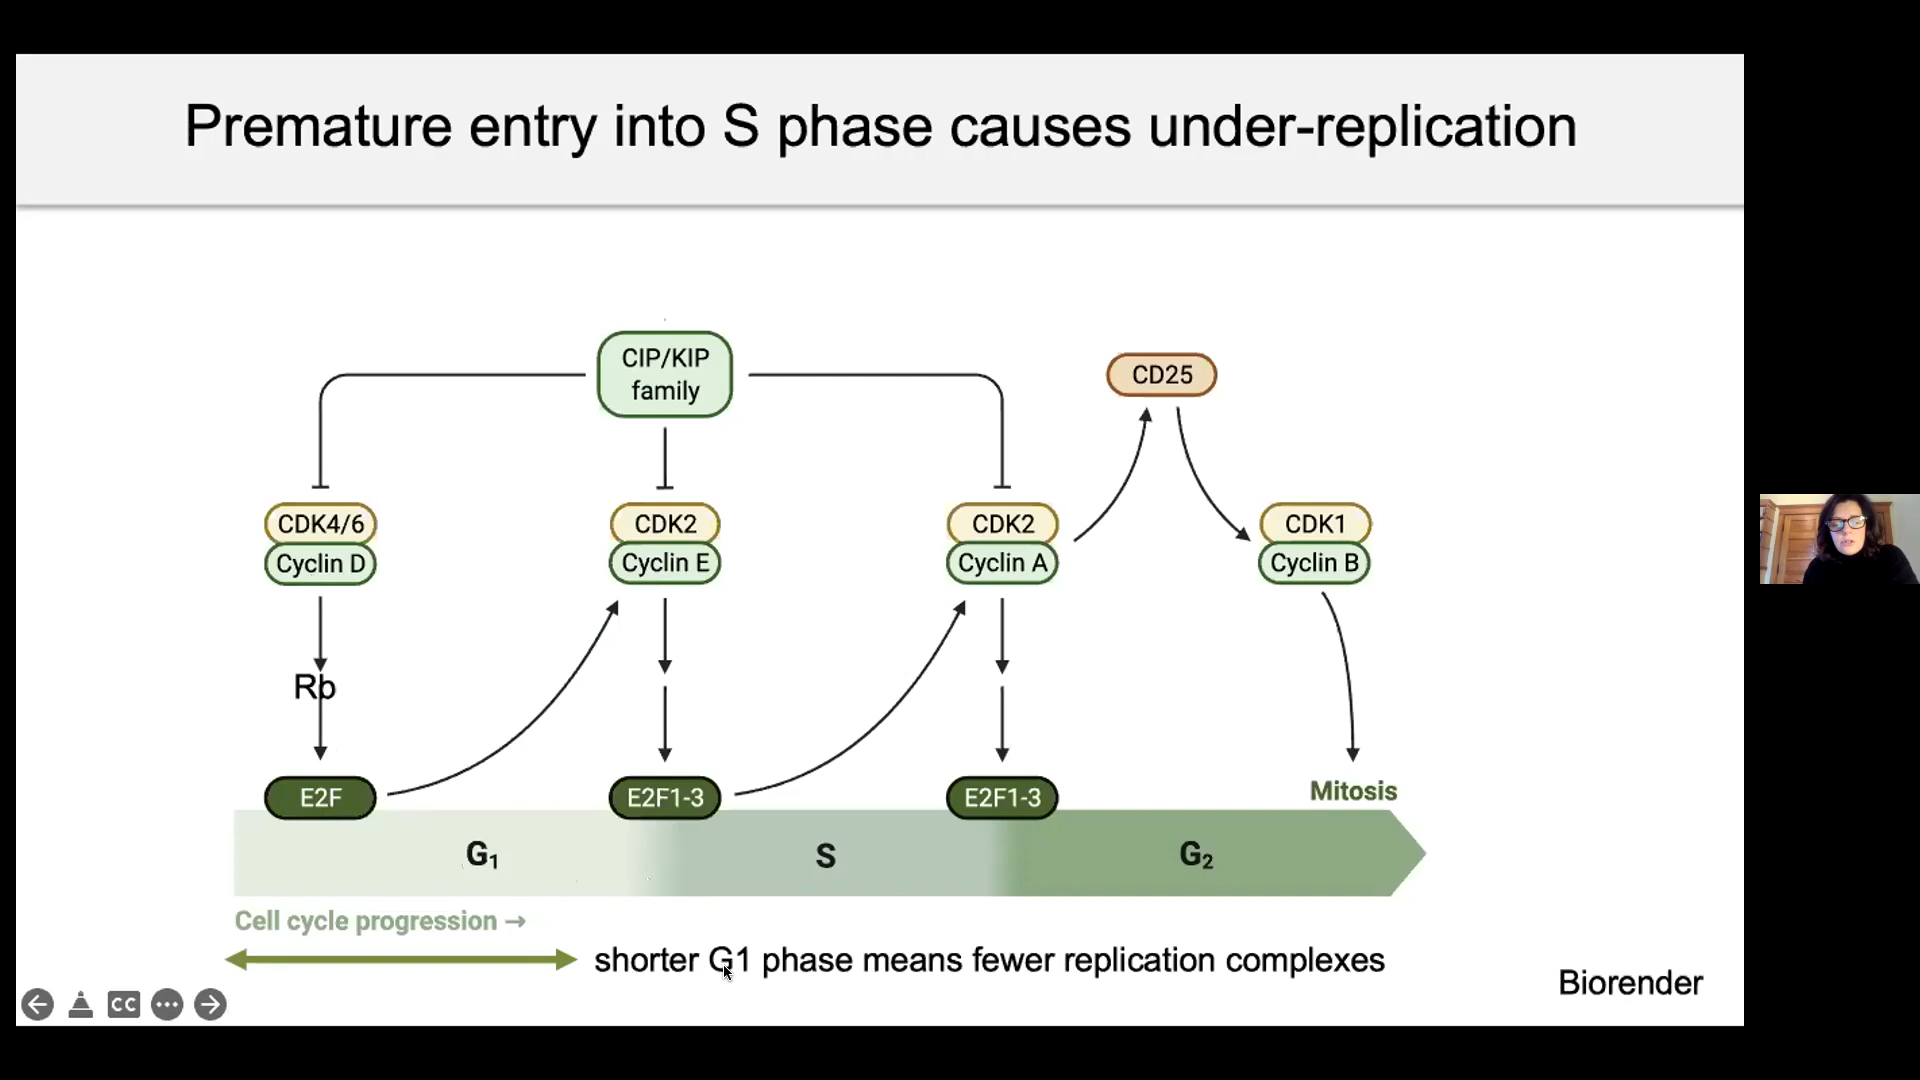 Premature entry into S phase causes under-replication
CIP/KIP
family
CD25
CDK4/6
Cyclin D
CDK2
Cyclin E
CDK2
Cyclin A
CDK1
Cyclin B
Rb
E2F
E2F1-3
E2F1-3
Mitosis
G₁
S
G₂
Cell cycle progression →
shorter G1 phase means fewer replication complexes
Biorender
CC